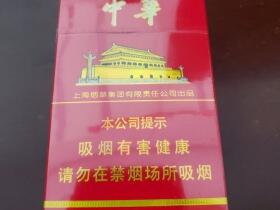 中華
上海烟草集团有限责任公司出品
本公司提示
吸烟有害健康
请勿在禁烟场所吸烟